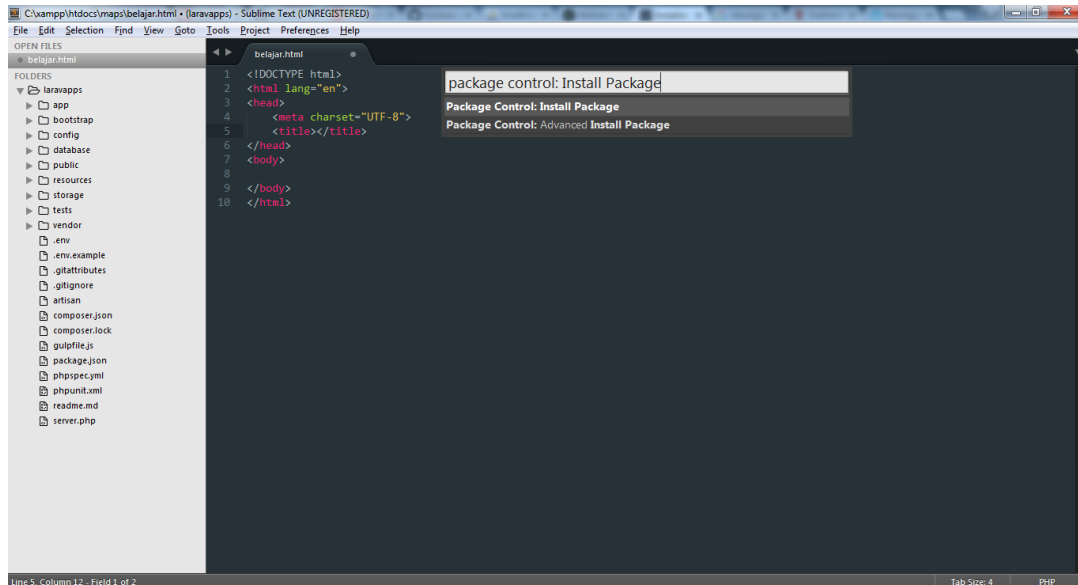 C:\xampp\htdocs\maps\belajar.html • (laravapps) - Sublime Text (UNREGISTERED)
File Edit Selection Find View Goto Tools Project Preferences Help
OPEN FILES
belajar.html
FOLDERS
laravapps
app
bootstrap
config
database
public
resources
storage
tests
vendor
.env
.env.example
.gitattributes
.gitignore
artisan
composer.json
composer.lock
gulpfile.js
package.json
phpspec.yml
phpunit.xml
readme.md
server.php
belajar.html
1 <!DOCTYPE html>
2 <html lang="en">
3 <head>
4 <meta charset="UTF-8">
5 <title></title>
6 </head>
7 <body>
8
9 </body>
10 </html>
package control: Install Package
Package Control: Install Package
Package Control: Advanced Install Package
Line 5, Column 12 - Field 1 of 2
Tab Size: 4 PHP